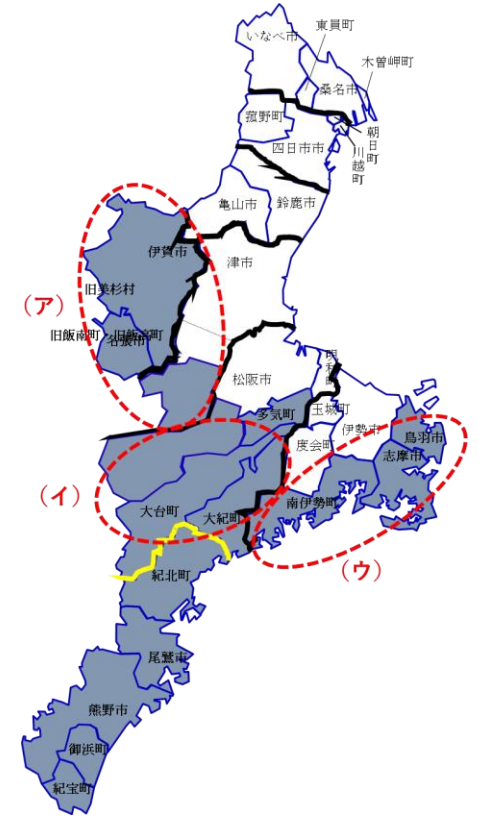 東員町
いなべ市
木曽岬町
桑名市
菰野町
朝日町
川越町
四日市市
亀山市
鈴鹿市
伊賀市
津市
旧美杉村
(ア)
旧飯南町
名張市
松阪市
明和町
多気町
玉城町
伊勢市
鳥羽市
度会町
志摩市
(イ)
大台町
大紀町
南伊勢町
(ウ)
紀北町
尾鷲市
熊野市
御浜町
紀宝町